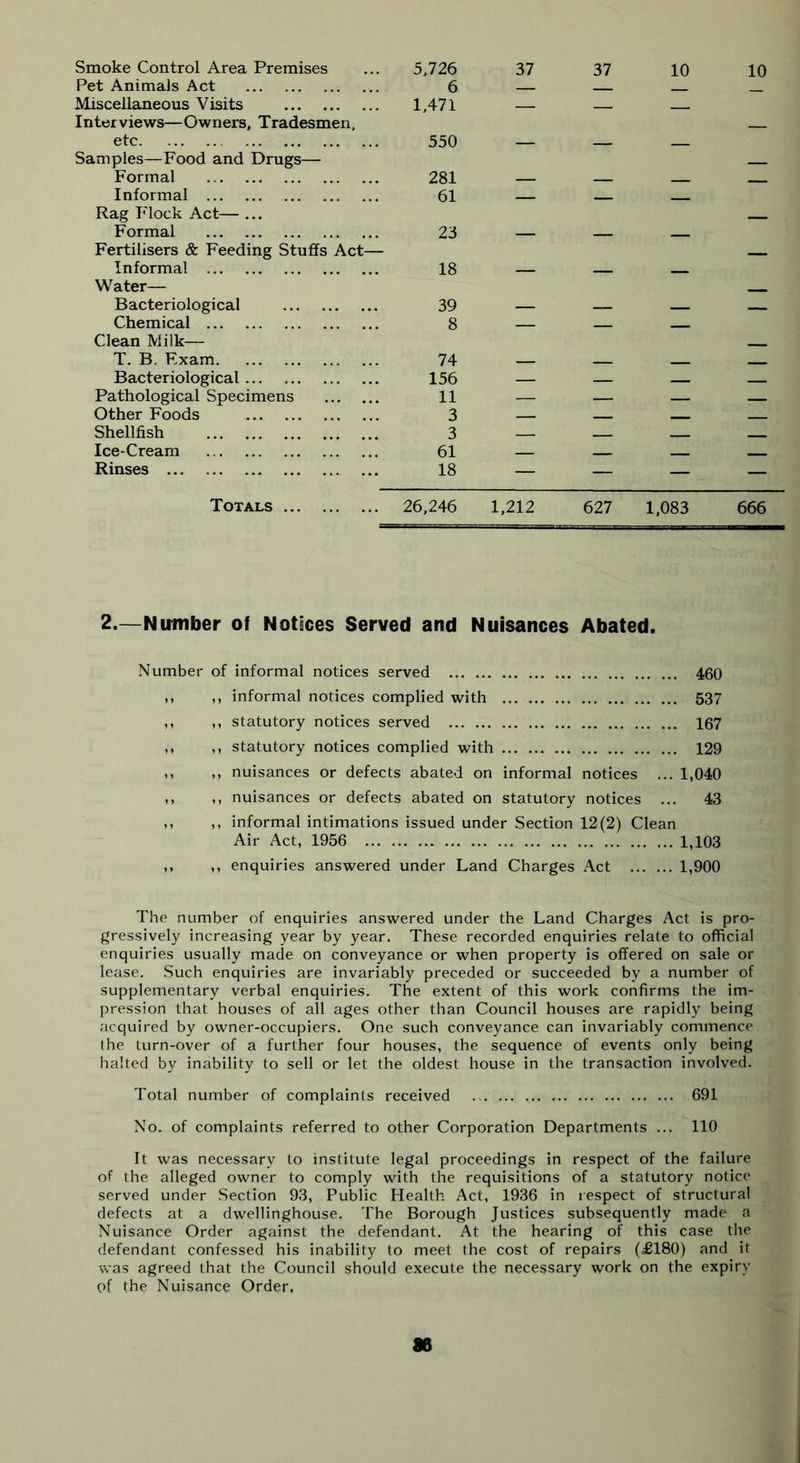 Smoke Control Area Premises ... 5,726 37 37 10 10
Pet Animals Act ... ... ... ... 6 — — — —
Miscellaneous Visits ... ... ... 1,471 — — —
Interviews—Owners, Tradesmen, —
etc. ... ... ... ... ... ... 550 — — —
Samples—Food and Drugs— —
Formal ... ... ... ... ... 281 — — — —
Informal ... ... ... ... ... 61 — — —
Rag Flock Act— ... —
Formal ... ... ... ... ... 23 — — —
Fertilisers & Feeding Stuffs Act— —
Informal ... ... ... ... ... 18 — — —
Water— —
Bacteriological ... ... ... 39 — — — —
Chemical ... ... ... ... ... 8 — — —
Clean Milk— —
T. B. Exam. ... ... ... ... 74 — — — —
Bacteriological ... ... ... ... 156 — — — —
Pathological Specimens ... ... 11 — — — —
Other Foods ... ... ... ... 3 — — — —
Shellfish ... ... ... ... ... 3 — — — —
Ice-Cream ... ... ... ... ... 61 — — — —
Rinses ... ... ... ... ... ... 18 — — — —
TOTALS ... ... ... 26,246 1,212 627 1,083 666
2.—Number of Notices Served and Nuisances Abated.
Number of informal notices served ... ... ... ... ... ... ... ... ... 460
,, ,, informal notices complied with ... ... ... ... ... ... ... 537
,, ,, statutory notices served ... ... ... ... ... ... ... ... ... 167
,, ,, statutory notices complied with ... ... ... ... ... ... ... 129
,, ,, nuisances or defects abated on informal notices ... 1,040
,, ,, nuisances or defects abated on statutory notices ... 43
,, ,, informal intimations issued under Section 12(2) Clean
Air Act, 1956 ... ... ... ... ... ... ... ... ... ... ... ... 1,103
,, ,, enquiries answered under Land Charges Act ... ... 1,900
The number of enquiries answered under the Land Charges Act is pro-
gressively increasing year by year. These recorded enquiries relate to official
enquiries usually made on conveyance or when property is offered on sale or
lease. Such enquiries are invariably preceded or succeeded by a number of
supplementary verbal enquiries. The extent of this work confirms the im-
pression that houses of all ages other than Council houses are rapidly being
acquired by owner-occupiers. One such conveyance can invariably commence
the turn-over of a further four houses, the sequence of events only being
halted by inability to sell or let the oldest house in the transaction involved.
Total number of complaints received ... ... ... ... ... ... ... ... 691
No. of complaints referred to other Corporation Departments ... 110
It was necessary to institute legal proceedings in respect of the failure
of the alleged owner to comply with the requisitions of a statutory notice
served under Section 93, Public Health Act, 1936 in respect of structural
defects at a dwellinghouse. The Borough Justices subsequently made a
Nuisance Order against the defendant. At the hearing of this case the
defendant confessed his inability to meet the cost of repairs (£180) and it
was agreed that the Council should execute the necessary work on the expiry
of the Nuisance Order.